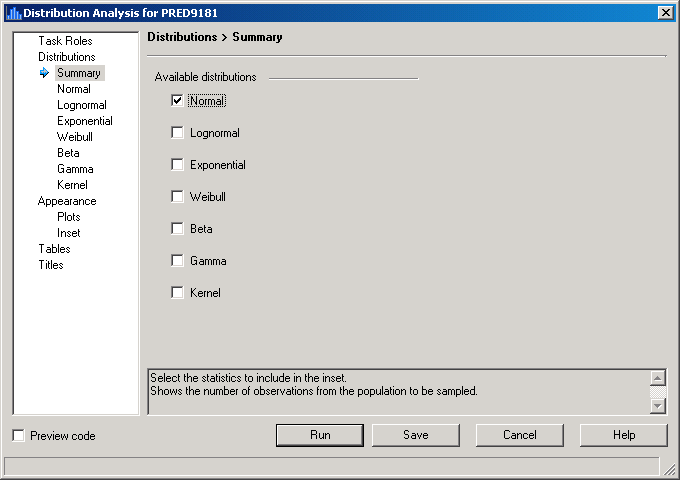 Distribution Analysis for PRED9181
Task Roles
Distributions
Summary
Normal
Lognormal
Exponential
Weibull
Beta
Gamma
Kernel
Appearance
Plots
Inset
Tables
Titles
Distributions > Summary
Available distributions
Normal
Lognormal
Exponential
Weibull
Beta
Gamma
Kernel
Select the statistics to include in the inset.
Shows the number of observations from the population to be sampled.
Preview code
Run
Save
Cancel
Help